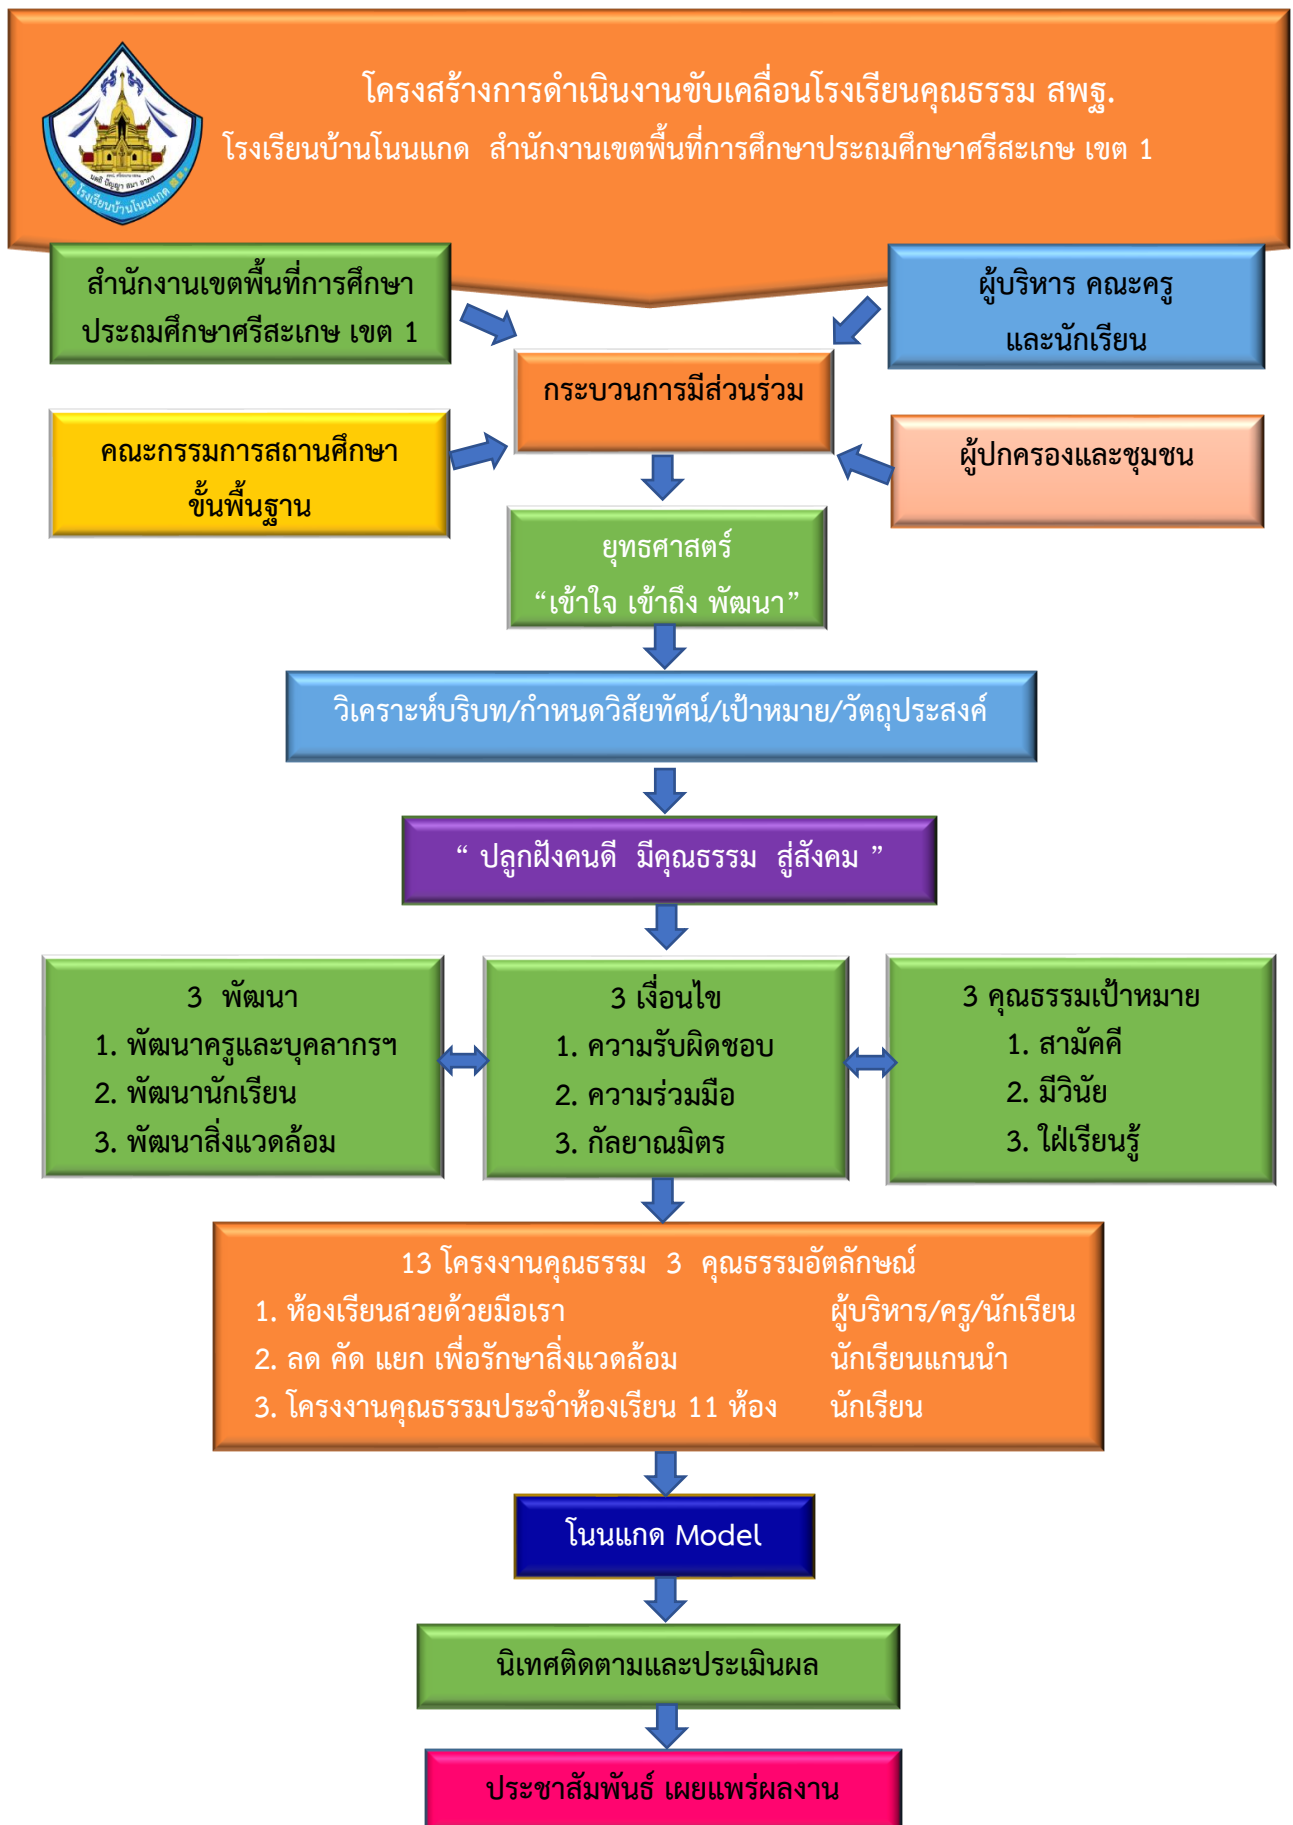 โครงสร้างการดำเนินงานขับเคลื่อนโรงเรียนคุณธรรม สพฐ.
โรงเรียนบ้านโนนแกด สำนักงานเขตพื้นที่การศึกษาประถมศึกษาศรีสะเกษ เขต 1
โรงเรียนบ้านโนนแกด
สำนักงานเขตพื้นที่การศึกษา
ประถมศึกษาศรีสะเกษ เขต 1
ผู้บริหาร คณะครู
และนักเรียน
กระบวนการมีส่วนร่วม
คณะกรรมการสถานศึกษา
ขั้นพื้นฐาน
ผู้ปกครองและชุมชน
ยุทธศาสตร์
“เข้าใจ เข้าถึง พัฒนา”
วิเคราะห์บริบท/กำหนดวิสัยทัศน์/เป้าหมาย/วัตถุประสงค์
“ ปลูกฝังคนดี มีคุณธรรม สู่สังคม ”
3 พัฒนา
1. พัฒนาครูและบุคลากรฯ
2. พัฒนานักเรียน
3. พัฒนาสิ่งแวดล้อม
3 เงื่อนไข
1. ความรับผิดชอบ
2. ความร่วมมือ
3. กัลยาณมิตร
3 คุณธรรมเป้าหมาย
1. สามัคคี
2. มีวินัย
3. ใฝ่เรียนรู้
13 โครงงานคุณธรรม 3 คุณธรรมอัตลักษณ์
1. ห้องเรียนสวยด้วยมือเรา ผู้บริหาร/ครู/นักเรียน
2. ลด คัด แยก เพื่อรักษาสิ่งแวดล้อม นักเรียนแกนนำ
3. โครงงานคุณธรรมประจำห้องเรียน 11 ห้อง นักเรียน
โนนแกด Model
นิเทศติดตามและประเมินผล
ประชาสัมพันธ์ เผยแพร่ผลงาน